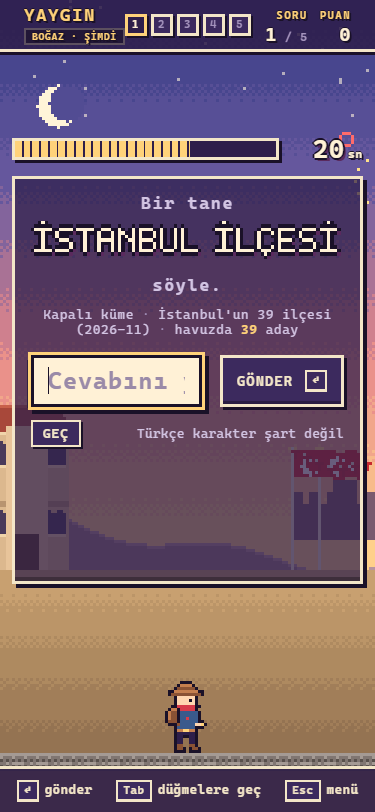 YAYGIN
BOĞAZ · ŞİMDİ
1 2 3 4 5
SORU PUAN
1 / 5 0
20 sn
Bir tane
İSTANBUL İLÇESİ
söyle.
Kapalı küme · İstanbul'un 39 ilçesi
(2026-11) · havuzda 39 aday
Cevabını
GÖNDER
GEÇ
Türkçe karakter şart değil
gönder
Tab düğmelere geç
Esc menü